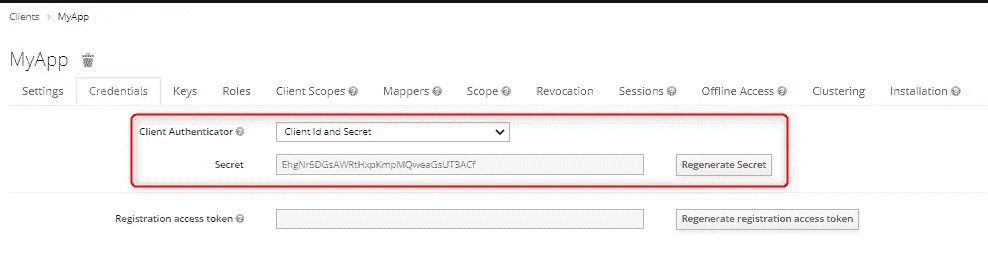 Clients > MyApp
MyApp
Settings Credentials Keys Roles Client Scopes Mappers Scope Revocation Sessions Offline Access Clustering Installation
Client Authenticator Client Id and Secret
Secret EhgNr5DGsAWRtHxpKmpMQweaGsUT3ACf Regenerate Secret
Registration access token Regenerate registration access token